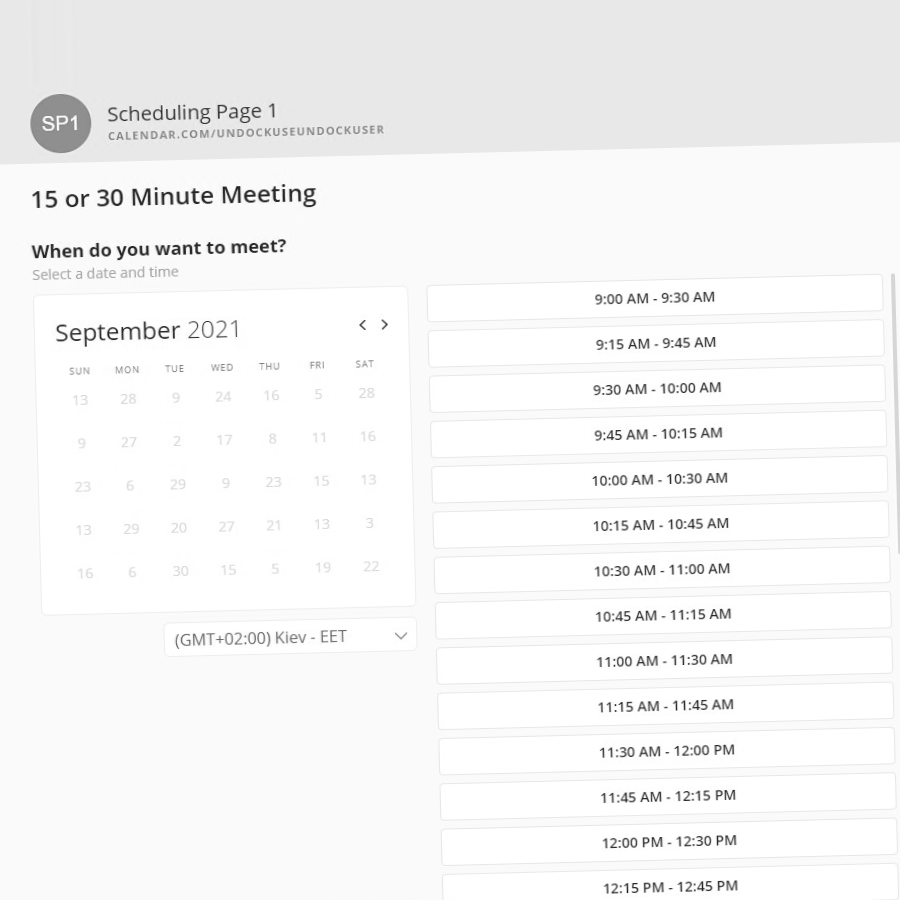 SP1
Scheduling Page 1
CALENDAR.COM/UNDOCKUSEUNDOCKUSER
15 or 30 Minute Meeting
When do you want to meet?
Select a date and time
September 2021
SUN MON TUE WED THU FRI SAT
13 28 9 24 16 5 28
9 27 2 17 8 11 16
23 6 29 9 23 15 13
13 29 20 27 21 13 3
16 6 30 15 5 19 22
(GMT+02:00) Kiev - EET
9:00 AM - 9:30 AM
9:15 AM - 9:45 AM
9:30 AM - 10:00 AM
9:45 AM - 10:15 AM
10:00 AM - 10:30 AM
10:15 AM - 10:45 AM
10:30 AM - 11:00 AM
10:45 AM - 11:15 AM
11:00 AM - 11:30 AM
11:15 AM - 11:45 AM
11:30 AM - 12:00 PM
11:45 AM - 12:15 PM
12:00 PM - 12:30 PM
12:15 PM - 12:45 PM